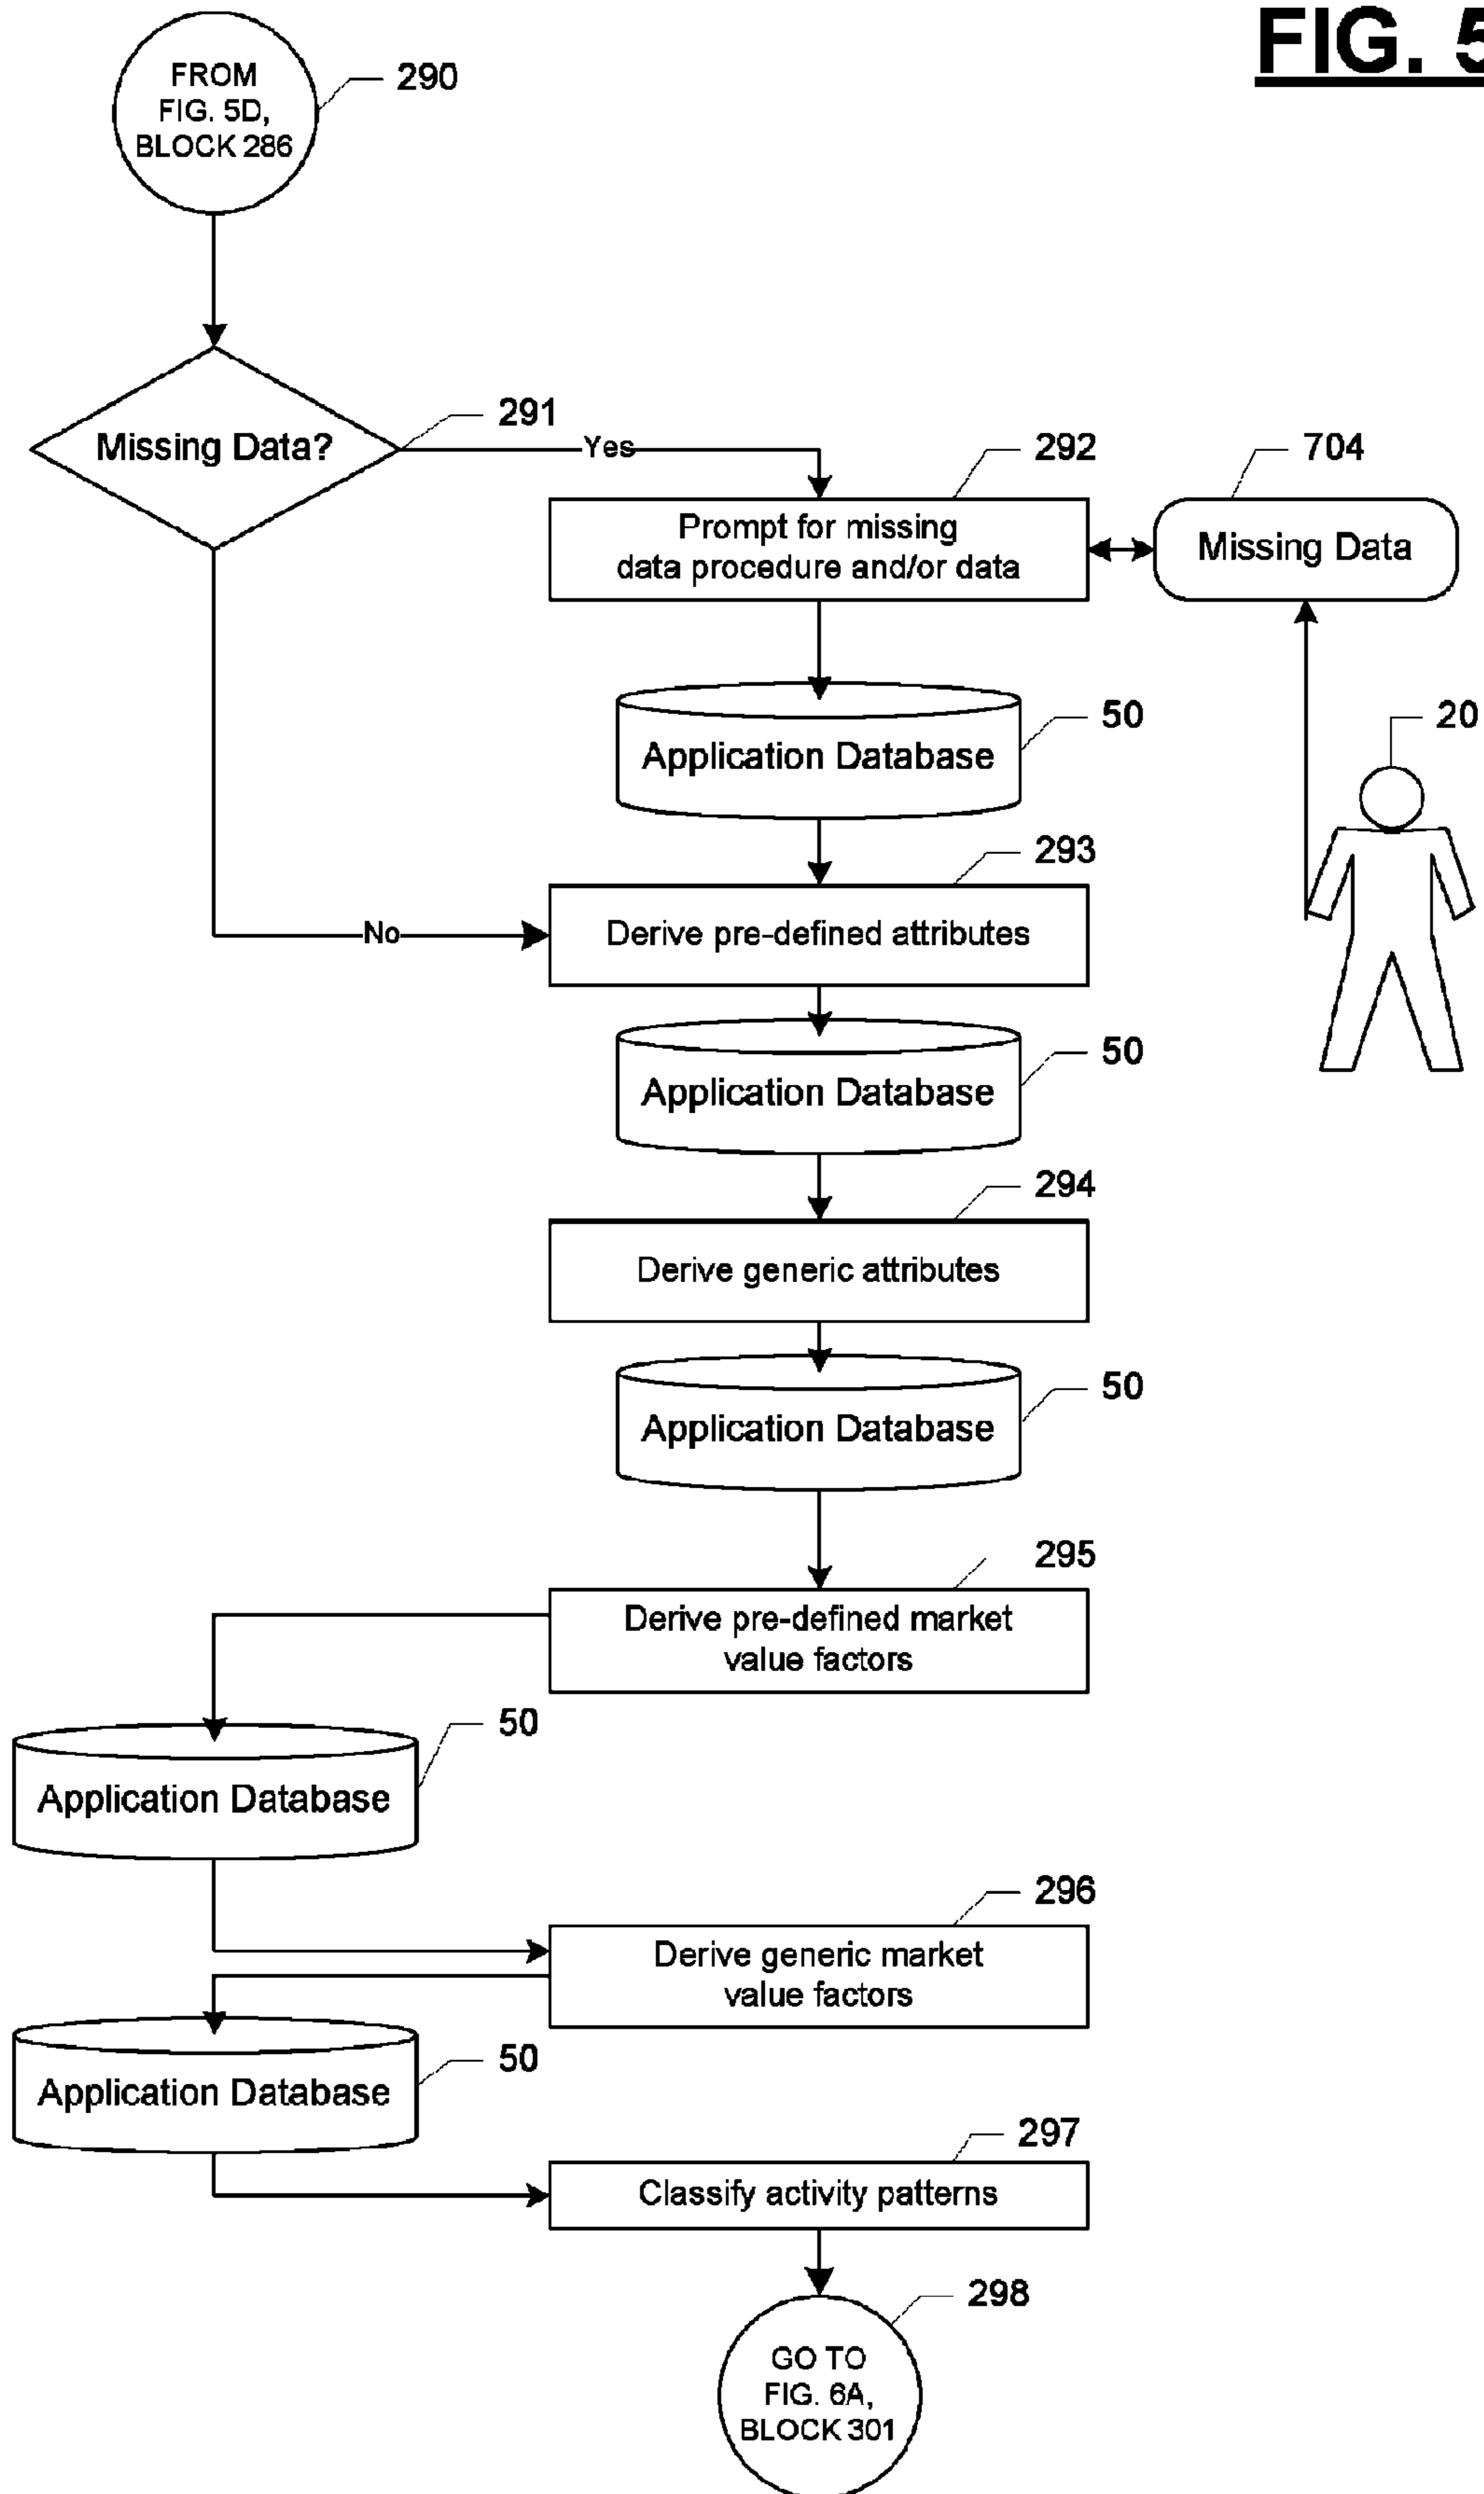 FIG. 5
FROM
FIG. 5D,
BLOCK 286
290
Missing Data?
291
Yes
292
704
Prompt for missing
data procedure and/or data
Missing Data
50
20
Application Database
293
No
Derive pre-defined attributes
50
Application Database
294
Derive generic attributes
50
Application Database
295
Derive pre-defined market
value factors
50
Application Database
296
Derive generic market
value factors
50
Application Database
297
Classify activity patterns
298
GO TO
FIG. 6A,
BLOCK 301